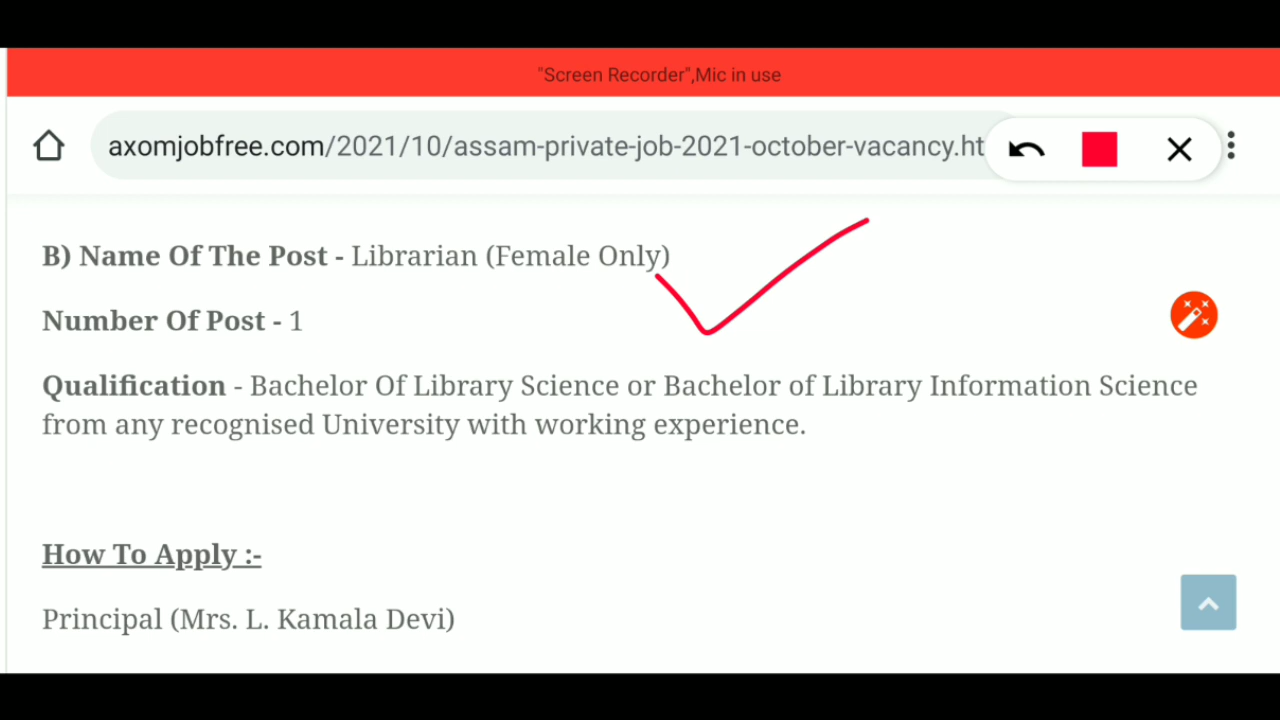 "Screen Recorder",Mic in use
axomjobfree.com/2021/10/assam-private-job-2021-october-vacancy.ht
B) Name Of The Post - Librarian (Female Only)
Number Of Post - 1
Qualification - Bachelor Of Library Science or Bachelor of Library Information Science
from any recognised University with working experience.
How To Apply :-
Principal (Mrs. L. Kamala Devi)